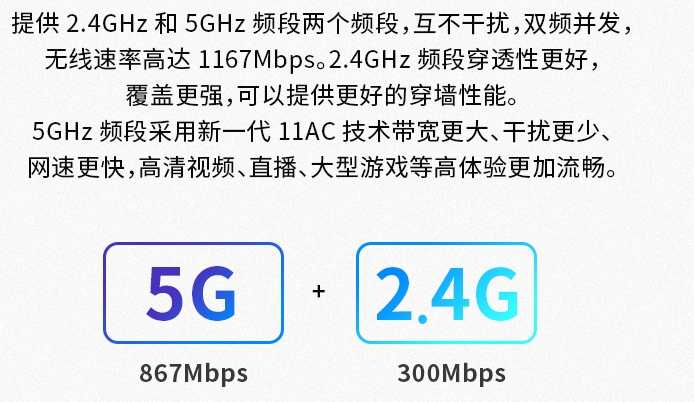 提供 2.4GHz 和 5GHz 频段两个频段，互不干扰，双频并发，
无线速率高达 1167Mbps。2.4GHz 频段穿透性更好，
覆盖更强，可以提供更好的穿墙性能。
5GHz 频段采用新一代 11AC 技术带宽更大、干扰更少、
网速更快，高清视频、直播、大型游戏等高体验更加流畅。
5G + 2.4G
867Mbps 300Mbps